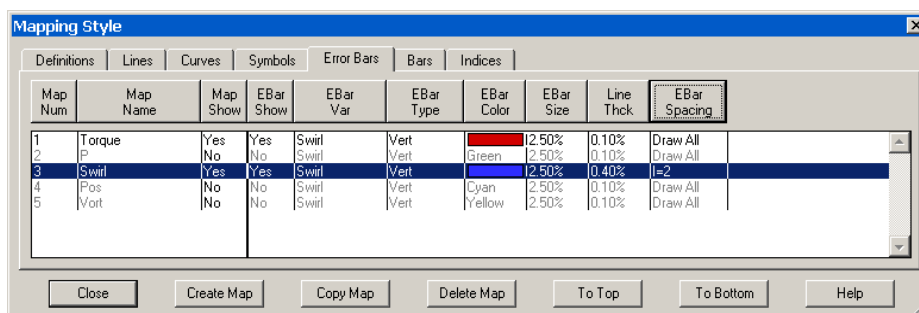 Mapping Style
Definitions Lines Curves Symbols Error Bars Bars Indices
Map Num Map Name Map Show EBar Show EBar Var EBar Type EBar Color EBar Size Line Thck EBar Spacing
1 Torque Yes Yes Swirl Vert 2.50% 0.10% Draw All
2 P No No Swirl Vert Green 2.50% 0.10% Draw All
3 Swirl Yes Yes Swirl Vert 2.50% 0.40% I=2
4 Pos No No Swirl Vert Cyan 2.50% 0.10% Draw All
5 Vort No No Swirl Vert Yellow 2.50% 0.10% Draw All
Close Create Map Copy Map Delete Map To Top To Bottom Help